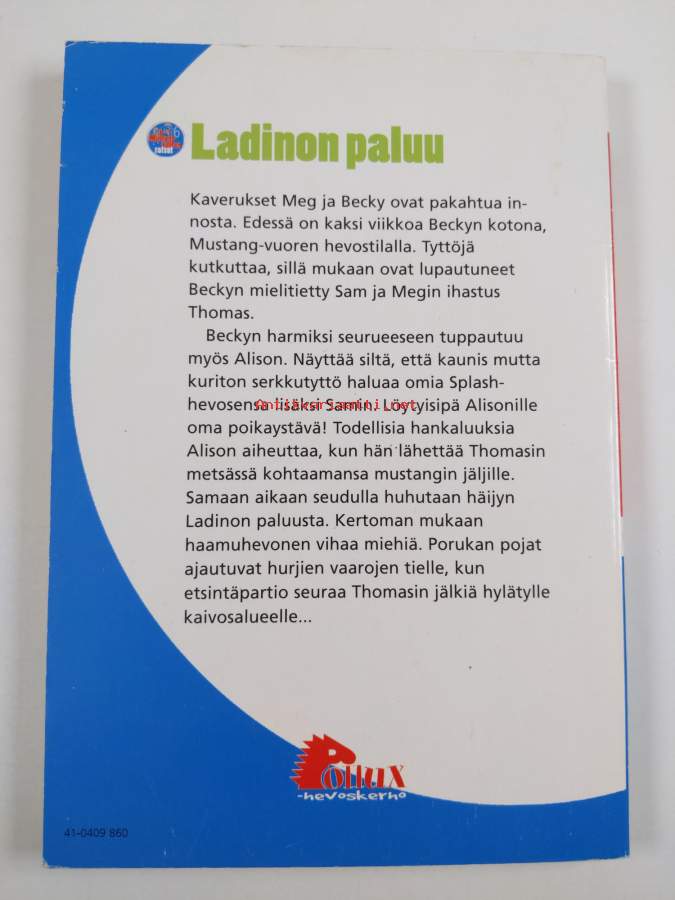 6
ratsut
Ladinon paluu
Kaverukset Meg ja Becky ovat pakahtua in-
nosta. Edessä on kaksi viikkoa Beckyn kotona,
Mustang-vuoren hevostilalla. Tyttöjä
kutkuttaa, sillä mukaan ovat lupautuneet
Beckyn mielitietty Sam ja Megin ihastus
Thomas.
Beckyn harmiksi seurueeseen tuppautuu
myös Alison. Näyttää siltä, että kaunis mutta
kuriton serkkutyttö haluaa omia Splash-
hevosensa lisäksi Samin. Löytyisipä Alisonille
Antikvariaatti.net
oma poikaystävä! Todellisia hankaluuksia
Alison aiheuttaa, kun hän lähettää Thomasin
metsässä kohtaamansa mustangin jäljille.
Samaan aikaan seudulla huhutaan häijyn
Ladinon paluusta. Kertoman mukaan
haamuhevonen vihaa miehiä. Porukan pojat
ajautuvat hurjien vaarojen tielle, kun
etsintäpartio seuraa Thomasin jälkiä hylätylle
kaivosalueelle...
Pollux
-hevoskerho
41-0409 860